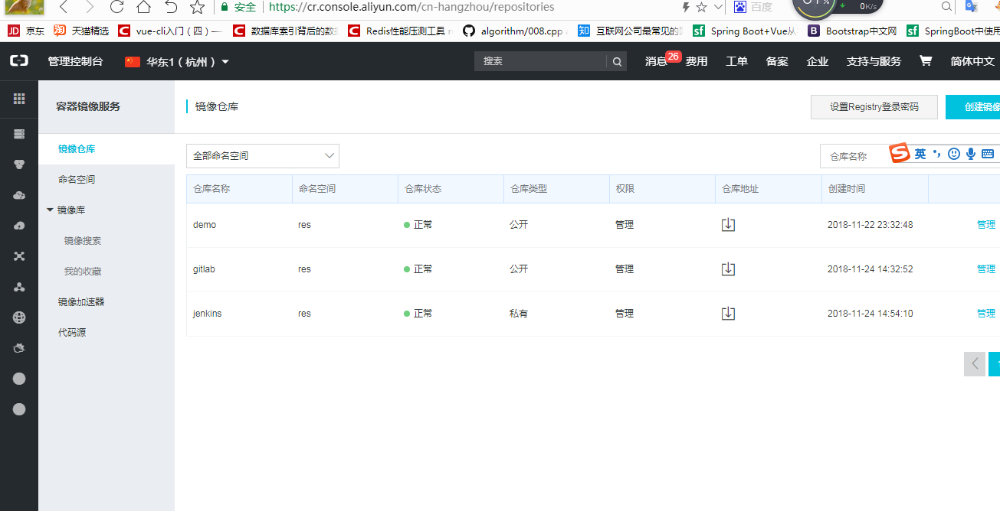 安全 https://cr.console.aliyun.com/cn-hangzhou/repositories 百度 0K/s
JD 京东 淘 天猫精选 C vue-cli入门（四）— C 数据库索引背后的数 C Redis性能压测工具 algorithm/008.cpp 知 互联网公司最常见的 sf Spring Boot+Vue从 B Bootstrap中文网 sf SpringBoot中使用
管理控制台 华东1（杭州） 搜索 消息 26 费用 工单 备案 企业 支持与服务 简体中文
容器镜像服务
镜像仓库
命名空间
镜像库
镜像搜索
我的收藏
镜像加速器
代码源
镜像仓库 设置Registry登录密码 创建镜像
全部命名空间 仓库名称 S 英
仓库名称 命名空间 仓库状态 仓库类型 权限 仓库地址 创建时间
demo res 正常 公开 管理 2018-11-22 23:32:48 管理
gitlab res 正常 公开 管理 2018-11-24 14:32:52 管理
jenkins res 正常 私有 管理 2018-11-24 14:54:10 管理